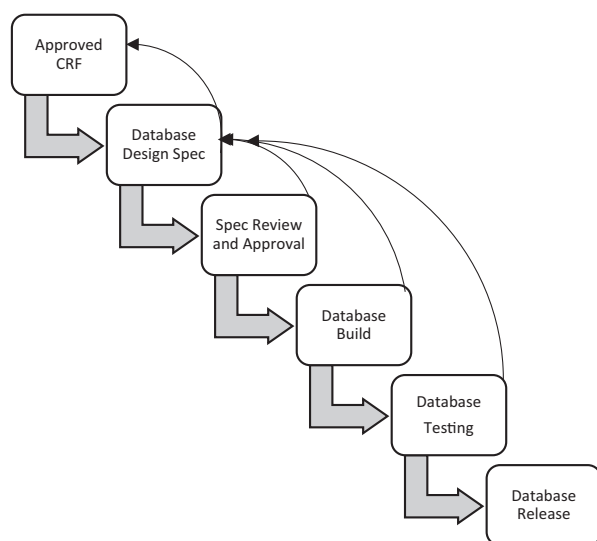 Approved
CRF
Database
Design Spec
Spec Review
and Approval
Database
Build
Database
Testing
Database
Release